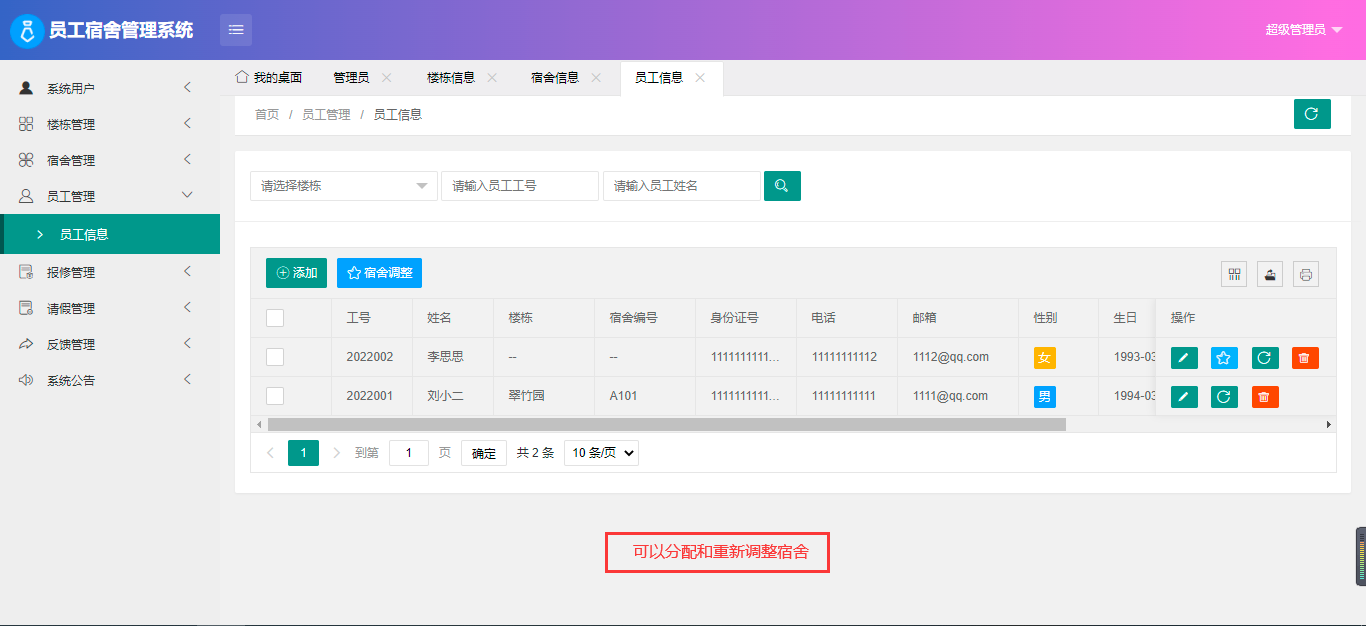 员工宿舍管理系统
超级管理员
系统用户
楼栋管理
宿舍管理
员工管理
员工信息
报修管理
请假管理
反馈管理
系统公告
我的桌面 管理员 楼栋信息 宿舍信息 员工信息
首页 / 员工管理 / 员工信息
请选择楼栋 请输入员工工号 请输入员工姓名
添加 宿舍调整
工号 姓名 楼栋 宿舍编号 身份证号 电话 邮箱 性别 生日 操作
2022002 李思思 -- -- 1111111111... 11111111112 1112@qq.com 女 1993-03
2022001 刘小二 翠竹园 A101 1111111111... 11111111111 1111@qq.com 男 1994-03
1 到第 1 页 确定 共 2 条 10 条/页
可以分配和重新调整宿舍